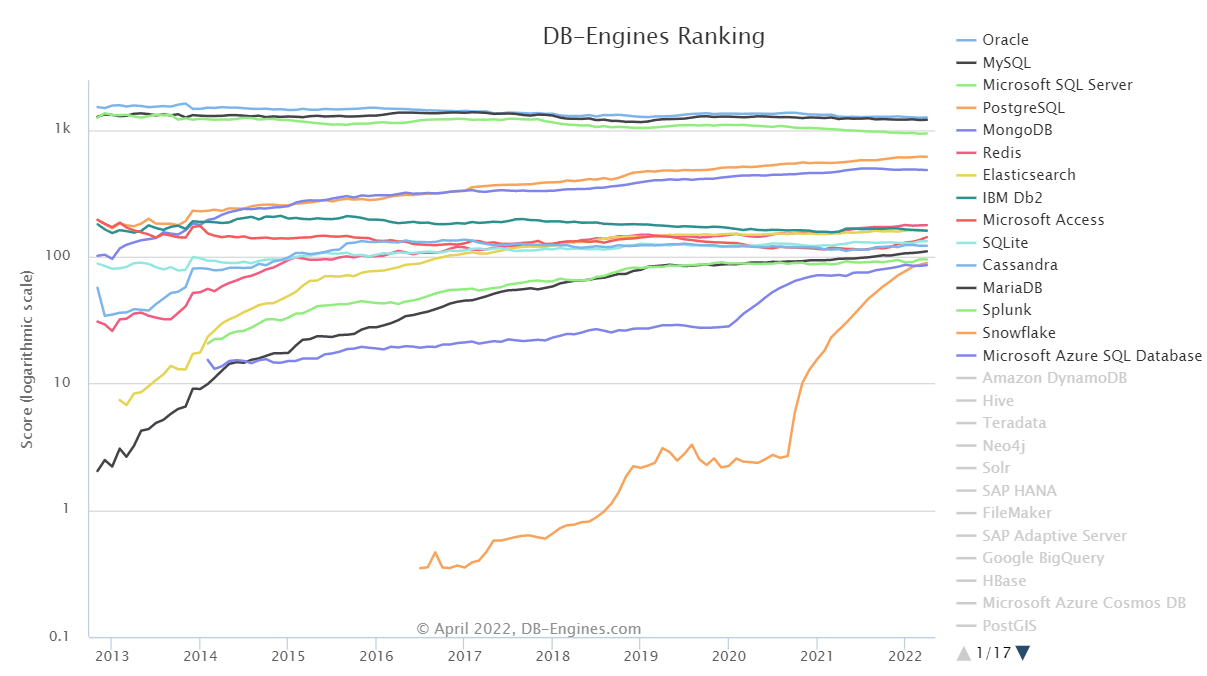 DB-Engines Ranking
Score (logarithmic scale)
1k
100
10
1
0.1
2013 2014 2015 2016 2017 2018 2019 2020 2021 2022
© April 2022, DB-Engines.com
Oracle
MySQL
Microsoft SQL Server
PostgreSQL
MongoDB
Redis
Elasticsearch
IBM Db2
Microsoft Access
SQLite
Cassandra
MariaDB
Splunk
Snowflake
Microsoft Azure SQL Database
Amazon DynamoDB
Hive
Teradata
Neo4j
Solr
SAP HANA
FileMaker
SAP Adaptive Server
Google BigQuery
HBase
Microsoft Azure Cosmos DB
PostGIS
1/17